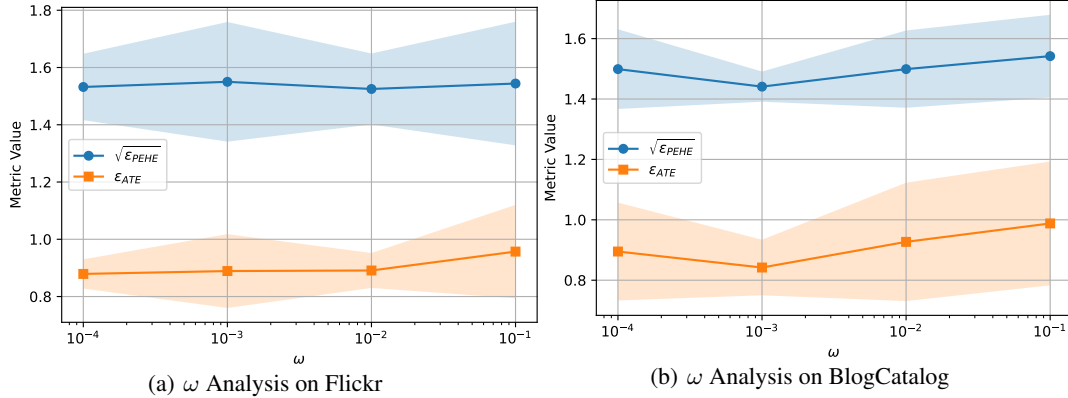 1.8
1.6
1.4
1.2
1.0
0.8
Metric Value
√ε_PEHE
ε_ATE
10⁻⁴ 10⁻³ 10⁻² 10⁻¹
ω
(a) ω Analysis on Flickr
1.6
1.4
1.2
1.0
0.8
Metric Value
√ε_PEHE
ε_ATE
10⁻⁴ 10⁻³ 10⁻² 10⁻¹
ω
(b) ω Analysis on BlogCatalog